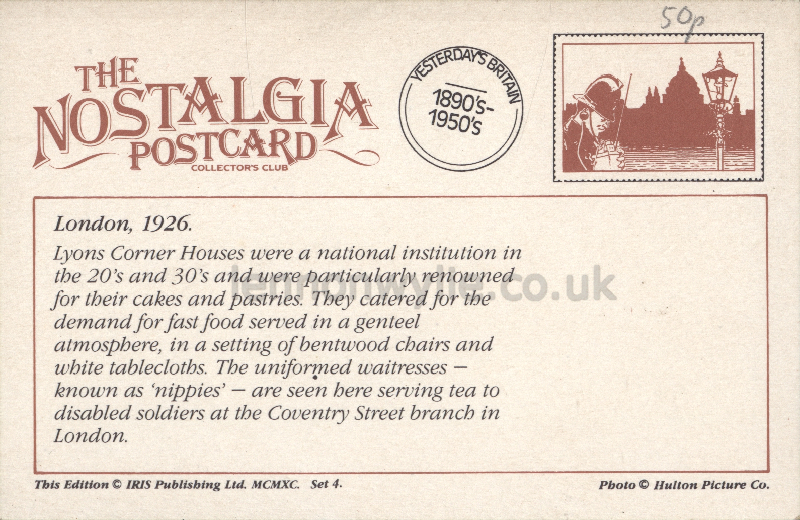 50p
THE
NOSTALGIA
POSTCARD
COLLECTOR'S CLUB
YESTERDAY'S BRITAIN
1890's-
1950's
London, 1926.
Lyons Corner Houses were a national institution in
the 20's and 30's and were particularly renowned
for their cakes and pastries. They catered for the
demand for fast food served in a genteel
atmosphere, in a setting of bentwood chairs and
white tablecloths. The uniformed waitresses —
known as 'nippies' — are seen here serving tea to
disabled soldiers at the Coventry Street branch in
London.
lennonwylie.co.uk
This Edition © IRIS Publishing Ltd. MCMXC. Set 4.
Photo © Hulton Picture Co.